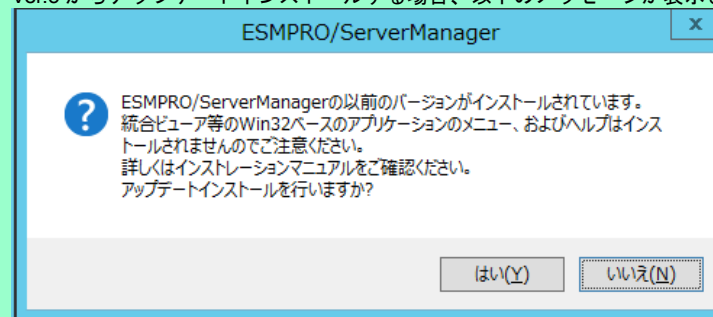 ESMPRO/ServerManager
x
ESMPRO/ServerManagerの以前のバージョンがインストールされています。
統合ビューア等のWin32ベースのアプリケーションのメニュー、およびヘルプはインス
トールされませんのでご注意ください。
詳しくはインストレーションマニュアルをご確認ください。
アップデートインストールを行いますか?
はい(Y)
いいえ(N)